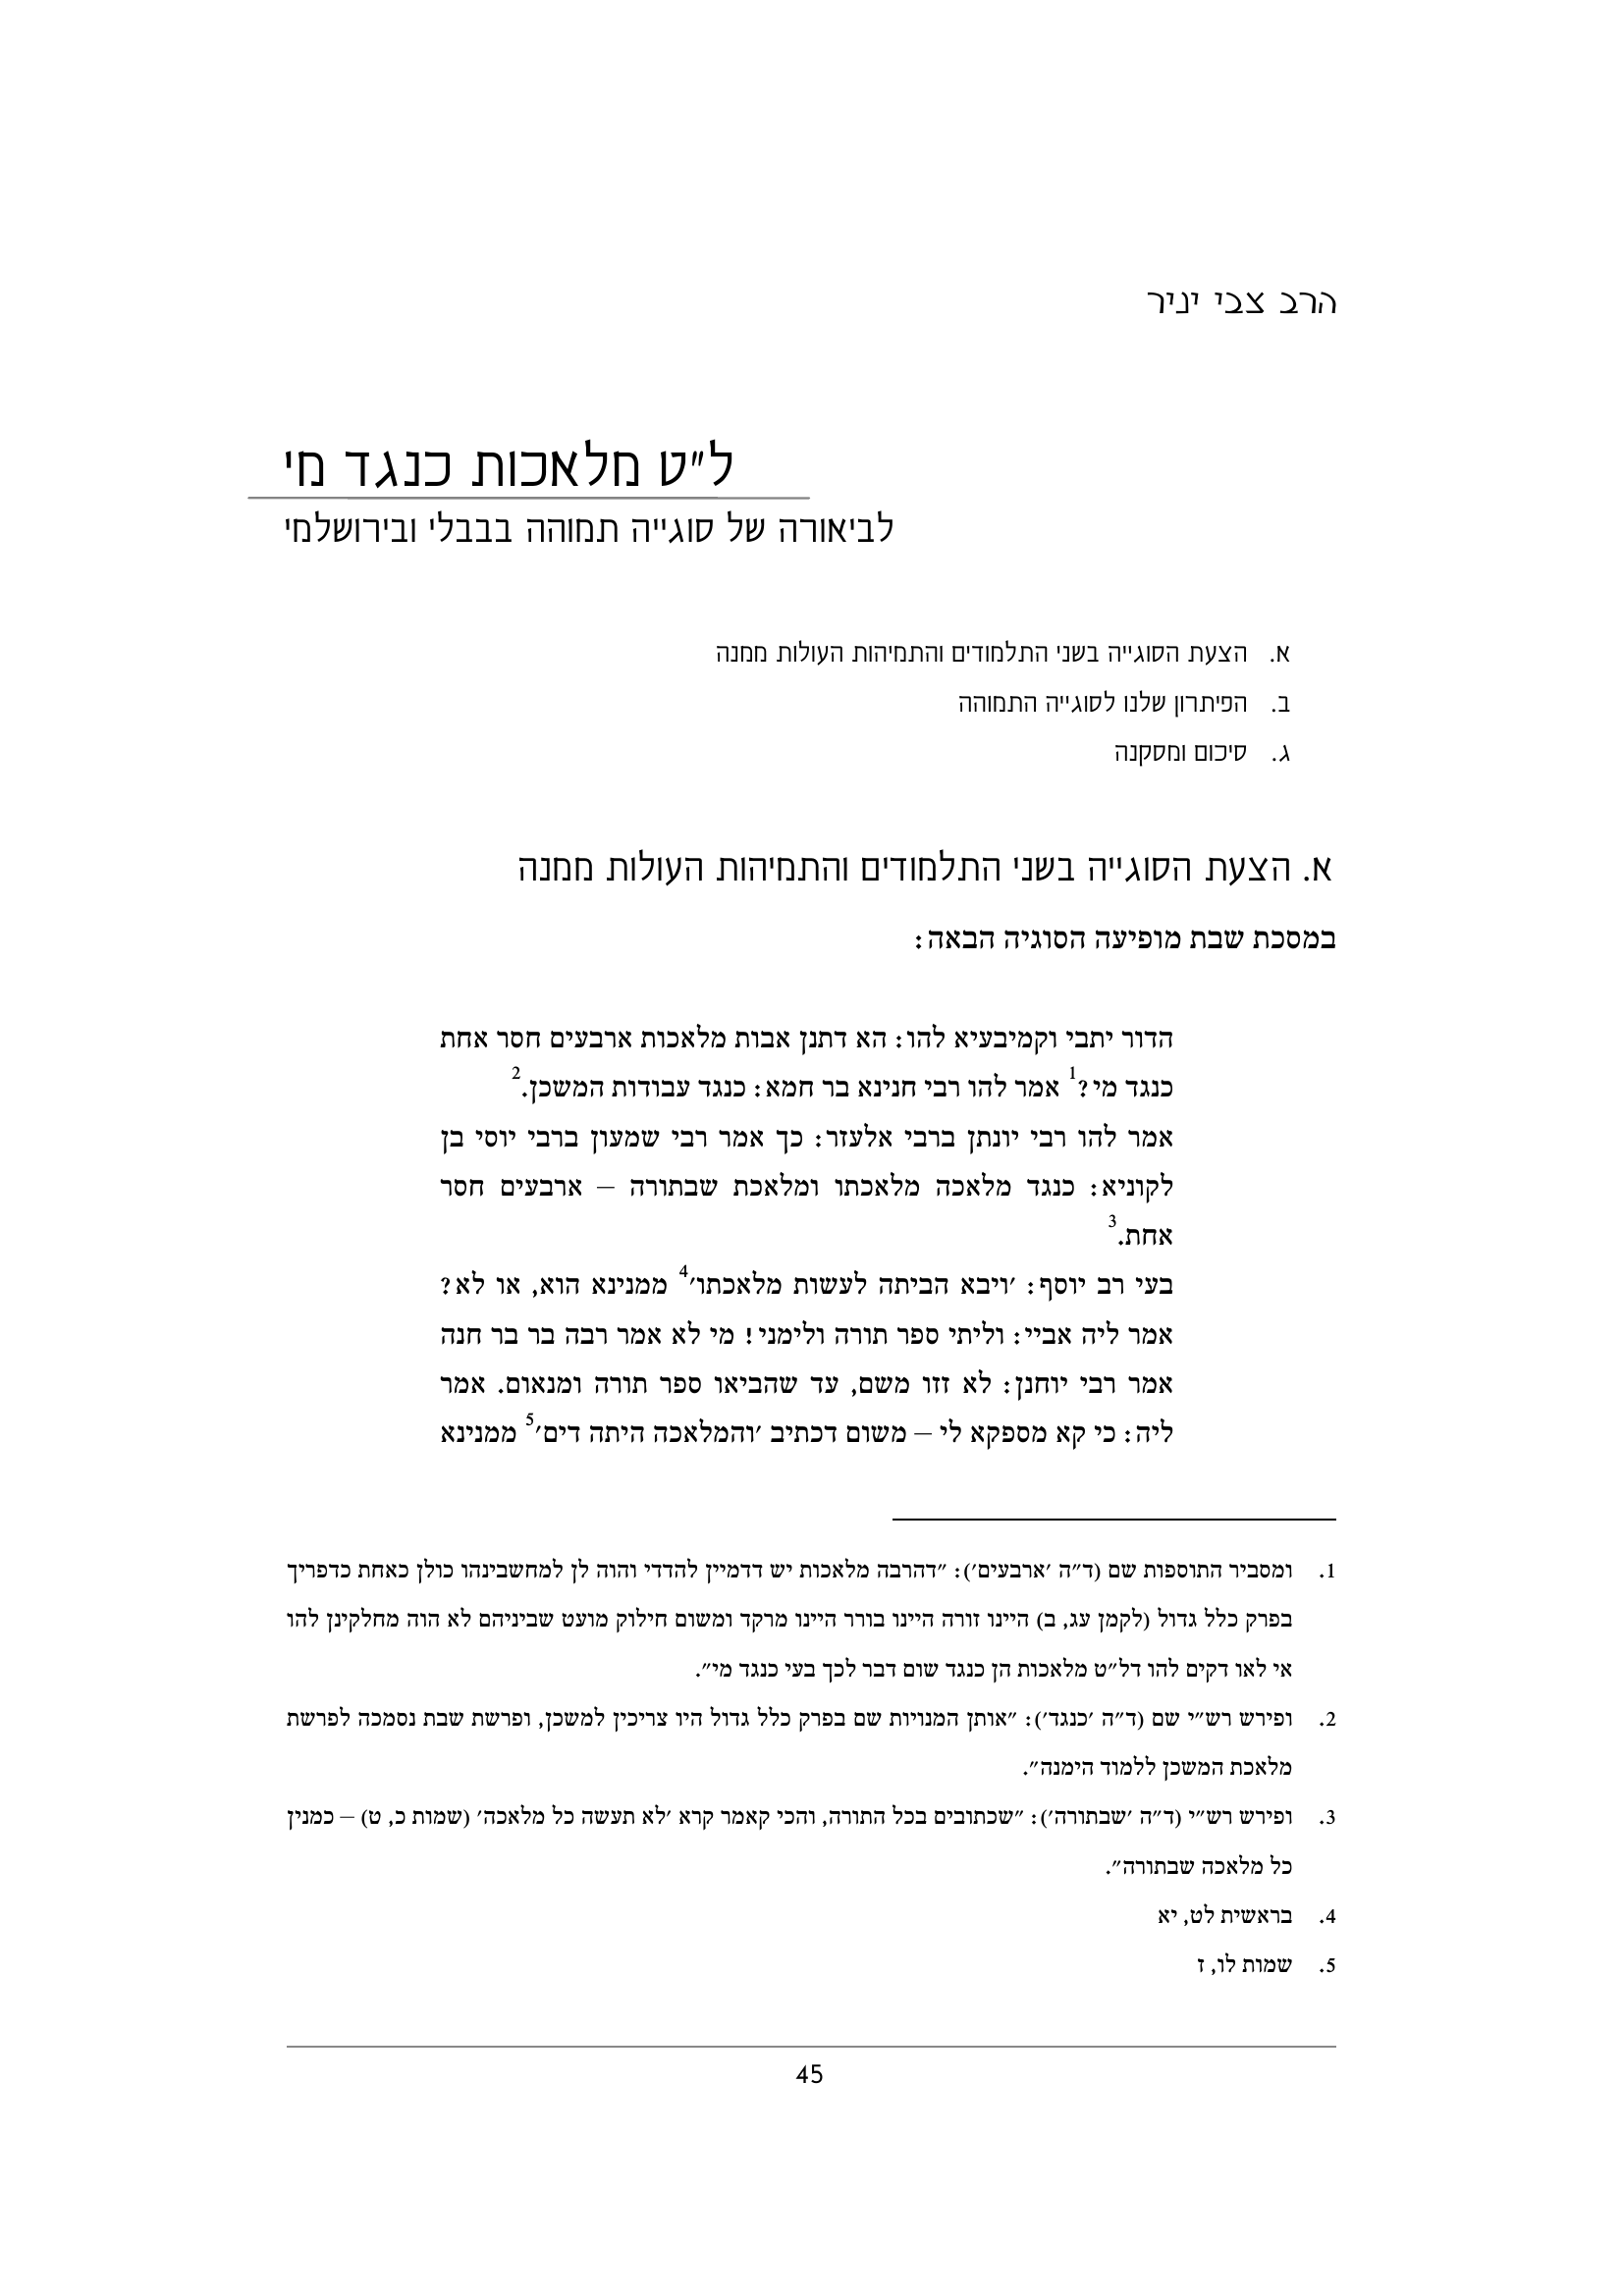 הרב צבי יניר
ל״ט מלאכות כנגד מי
לביאורה של סוגייה תמוהה בבבלי ובירושלמי
א. הצעת הסוגייה בשני התלמודים והתמיהות העולות ממנה
ב. הפיתרון שלנו לסוגייה התמוהה
ג. סיכום ומסקנה
א. הצעת הסוגייה בשני התלמודים והתמיהות העולות ממנה
במסכת שבת מופיעה הסוגיה הבאה:
הדור יתבי וקמיבעיא להו: הא דתנן אבות מלאכות ארבעים חסר אחת
כנגד מי?1 אמר להו רבי חנינא בר חמא: כנגד עבודות המשכן.2
אמר להו רבי יונתן ברבי אלעזר: כך אמר רבי שמעון ברבי יוסי בן
לקוניא: כנגד מלאכה מלאכתו ומלאכת שבתורה – ארבעים חסר
אחת.3
בעי רב יוסף: ׳ויבא הביתה לעשות מלאכתו׳4 ממנינא הוא, או לא?
אמר ליה אביי: וליתי ספר תורה ולימני! מי לא אמר רבה בר בר חנה
אמר רבי יוחנן: לא זזו משם, עד שהביאו ספר תורה ומנאום. אמר
ליה: כי קא מספקא לי – משום דכתיב ׳והמלאכה היתה דים׳5 ממנינא
1. ומסביר התוספות שם (ד״ה ׳ארבעים׳): ״דהרבה מלאכות יש דדמיין להדדי והוה לן למחשבינהו כולן כאחת כדפריך
בפרק כלל גדול (לקמן עג, ב) היינו זורה היינו בורר היינו מרקד ומשום חילוק מועט שביניהם לא הוה מחלקינן להו
אי לאו דקים להו דל״ט מלאכות הן כנגד שום דבר לכך בעי כנגד מי״.
2. ופירש רש״י שם (ד״ה ׳כנגד׳): ״אותן המנויות שם בפרק כלל גדול היו צריכין למשכן, ופרשת שבת נסמכה לפרשת
מלאכת המשכן ללמוד הימנה״.
3. ופירש רש״י (ד״ה ׳שבתורה׳): ״שכתובים בכל התורה, והכי קאמר קרא ׳לא תעשה כל מלאכה׳ (שמות כ, ט) – כמנין
כל מלאכה שבתורה״.
4. בראשית לט, יא
5. שמות לו, ז
45